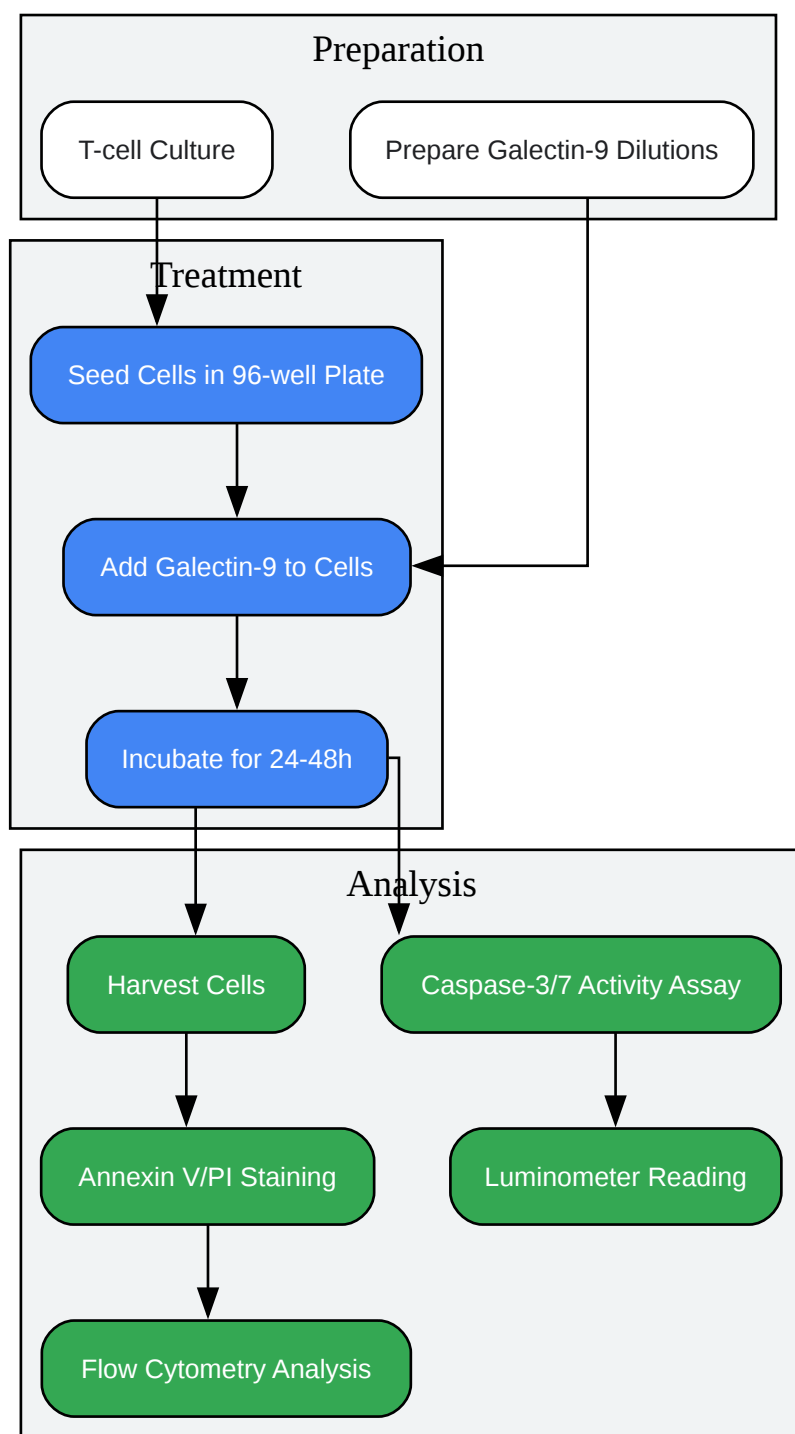 Preparation
T-cell Culture
Prepare Galectin-9 Dilutions
Treatment
Seed Cells in 96-well Plate
Add Galectin-9 to Cells
Incubate for 24-48h
Analysis
Harvest Cells
Caspase-3/7 Activity Assay
Annexin V/PI Staining
Luminometer Reading
Flow Cytometry Analysis